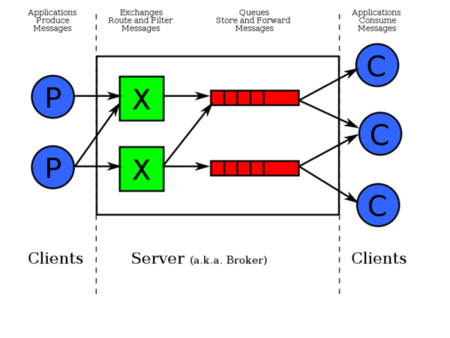 Applications
Produce
Messages
Exchanges
Route and Filter
Messages
Queues
Store and Forward
Messages
Applications
Consume
Messages
P
X
C
P
X
C
C
Clients
Server (a.k.a. Broker)
Clients